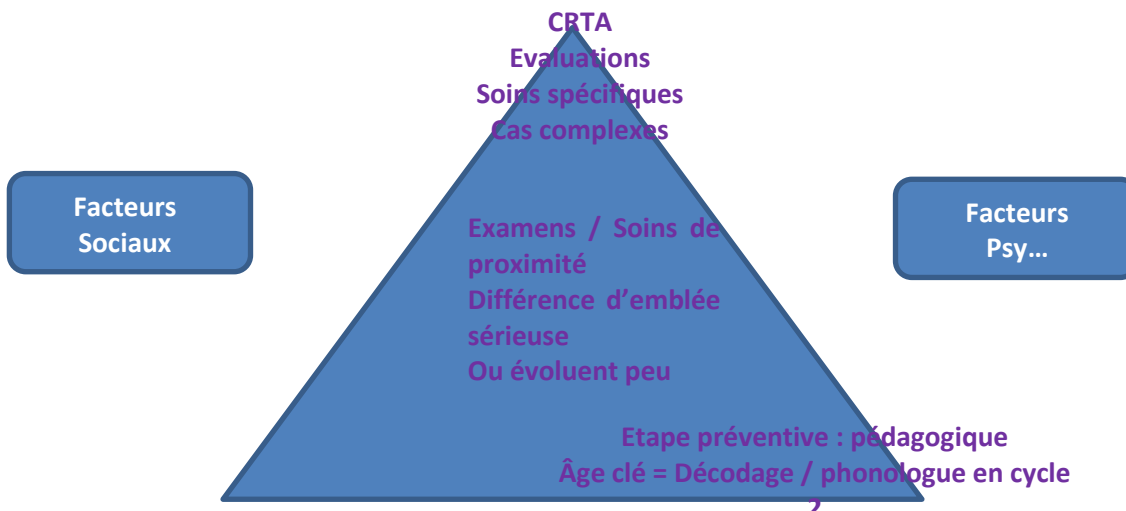 CRTA
Evaluations
Soins spécifiques
Cas complexes
Facteurs
Sociaux
Facteurs
Psy...
Examens / Soins de
proximité
Différence d'emblée
sérieuse
Ou évoluent peu
Etape préventive : pédagogique
Âge clé = Décodage / phonologue en cycle
2